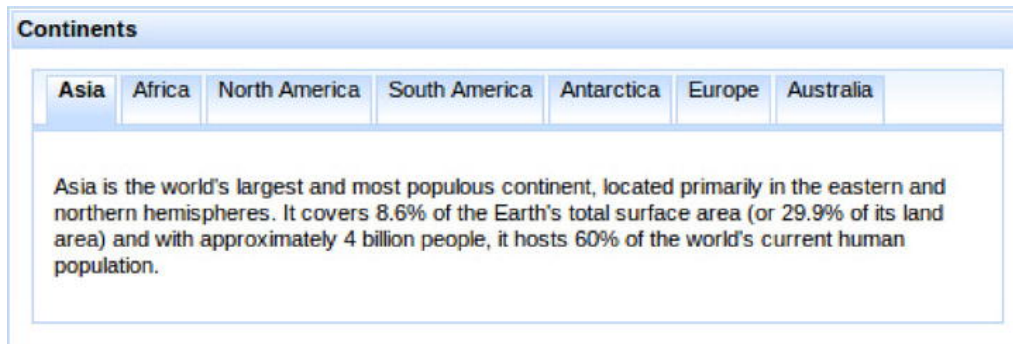 Continents
Asia Africa North America South America Antarctica Europe Australia
Asia is the world's largest and most populous continent, located primarily in the eastern and
northern hemispheres. It covers 8.6% of the Earth's total surface area (or 29.9% of its land
area) and with approximately 4 billion people, it hosts 60% of the world's current human
population.